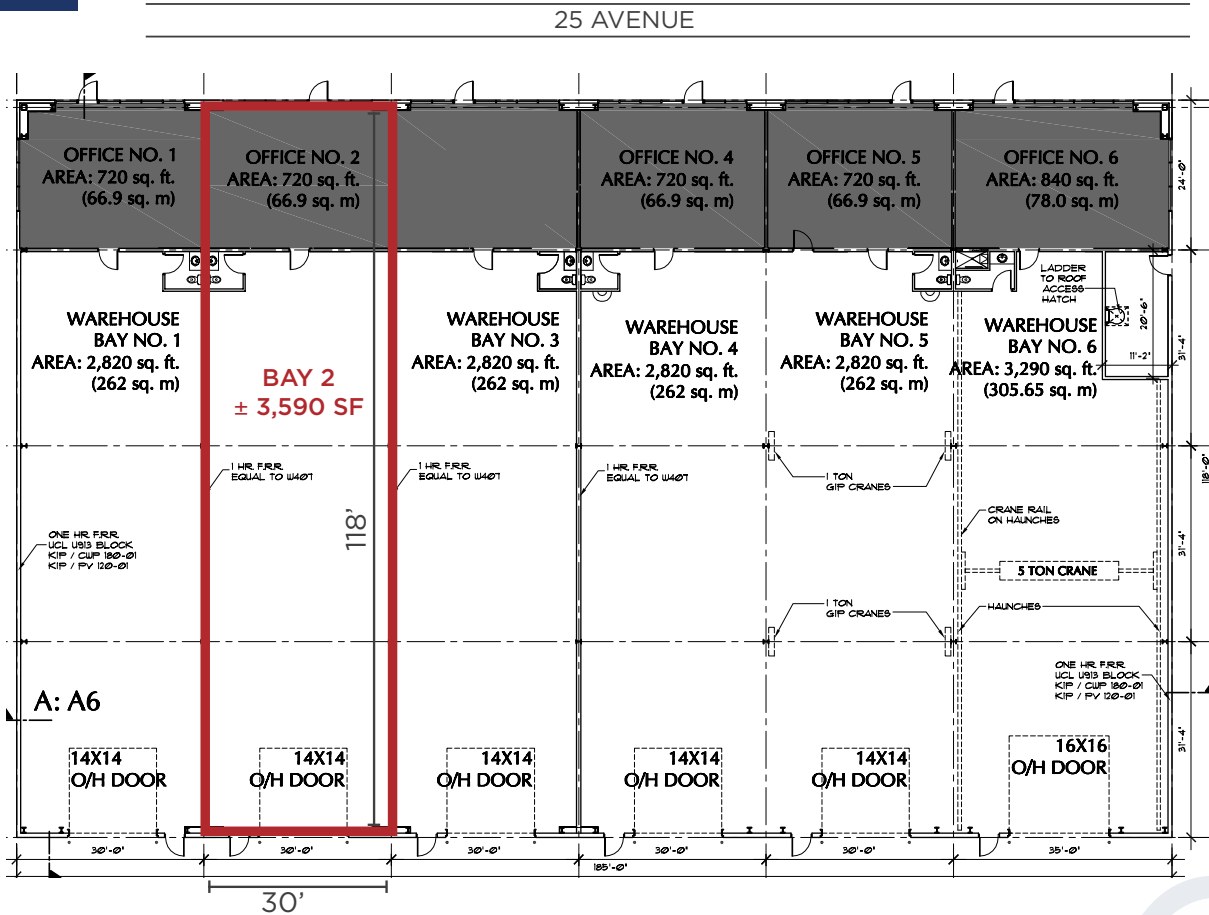 25 AVENUE
OFFICE NO. 1
AREA: 720 sq. ft.
(66.9 sq. m)
OFFICE NO. 2
AREA: 720 sq. ft.
(66.9 sq. m)
OFFICE NO. 4
AREA: 720 sq. ft.
(66.9 sq. m)
OFFICE NO. 5
AREA: 720 sq. ft.
(66.9 sq. m)
OFFICE NO. 6
AREA: 840 sq. ft.
(78.0 sq. m)
24'-0"
WAREHOUSE
BAY NO. 1
AREA: 2,820 sq. ft.
(262 sq. m)
BAY 2
± 3,590 SF
WAREHOUSE
BAY NO. 3
AREA: 2,820 sq. ft.
(262 sq. m)
WAREHOUSE
BAY NO. 4
AREA: 2,820 sq. ft.
(262 sq. m)
WAREHOUSE
BAY NO. 5
AREA: 2,820 sq. ft.
(262 sq. m)
WAREHOUSE
BAY NO. 6
AREA: 3,290 sq. ft.
(305.65 sq. m)
LADDER
TO ROOF
ACCESS
HATCH
20'-6"
11'-2"
31'-4"
118'-0"
1 HR. F.R.R.
EQUAL TO W407
1 HR. F.R.R.
EQUAL TO W407
1 HR. F.R.R.
EQUAL TO W407
1 TON
GIP CRANES
CRANE RAIL
ON HAUNCHES
118'
ONE HR. F.R.R.
UCL U913 BLOCK
KIP / CWP 180-01
KIP / PV 120-01
5 TON CRANE
31'-4"
1 TON
GIP CRANES
HAUNCHES
ONE HR. F.R.R.
UCL U913 BLOCK
KIP / CWP 180-01
KIP / PV 120-01
A: A6
31'-4"
14X14
O/H DOOR
14X14
O/H DOOR
14X14
O/H DOOR
14X14
O/H DOOR
14X14
O/H DOOR
16X16
O/H DOOR
30'-0"
30'-0"
30'-0"
30'-0"
30'-0"
35'-0"
185'-0"
30'